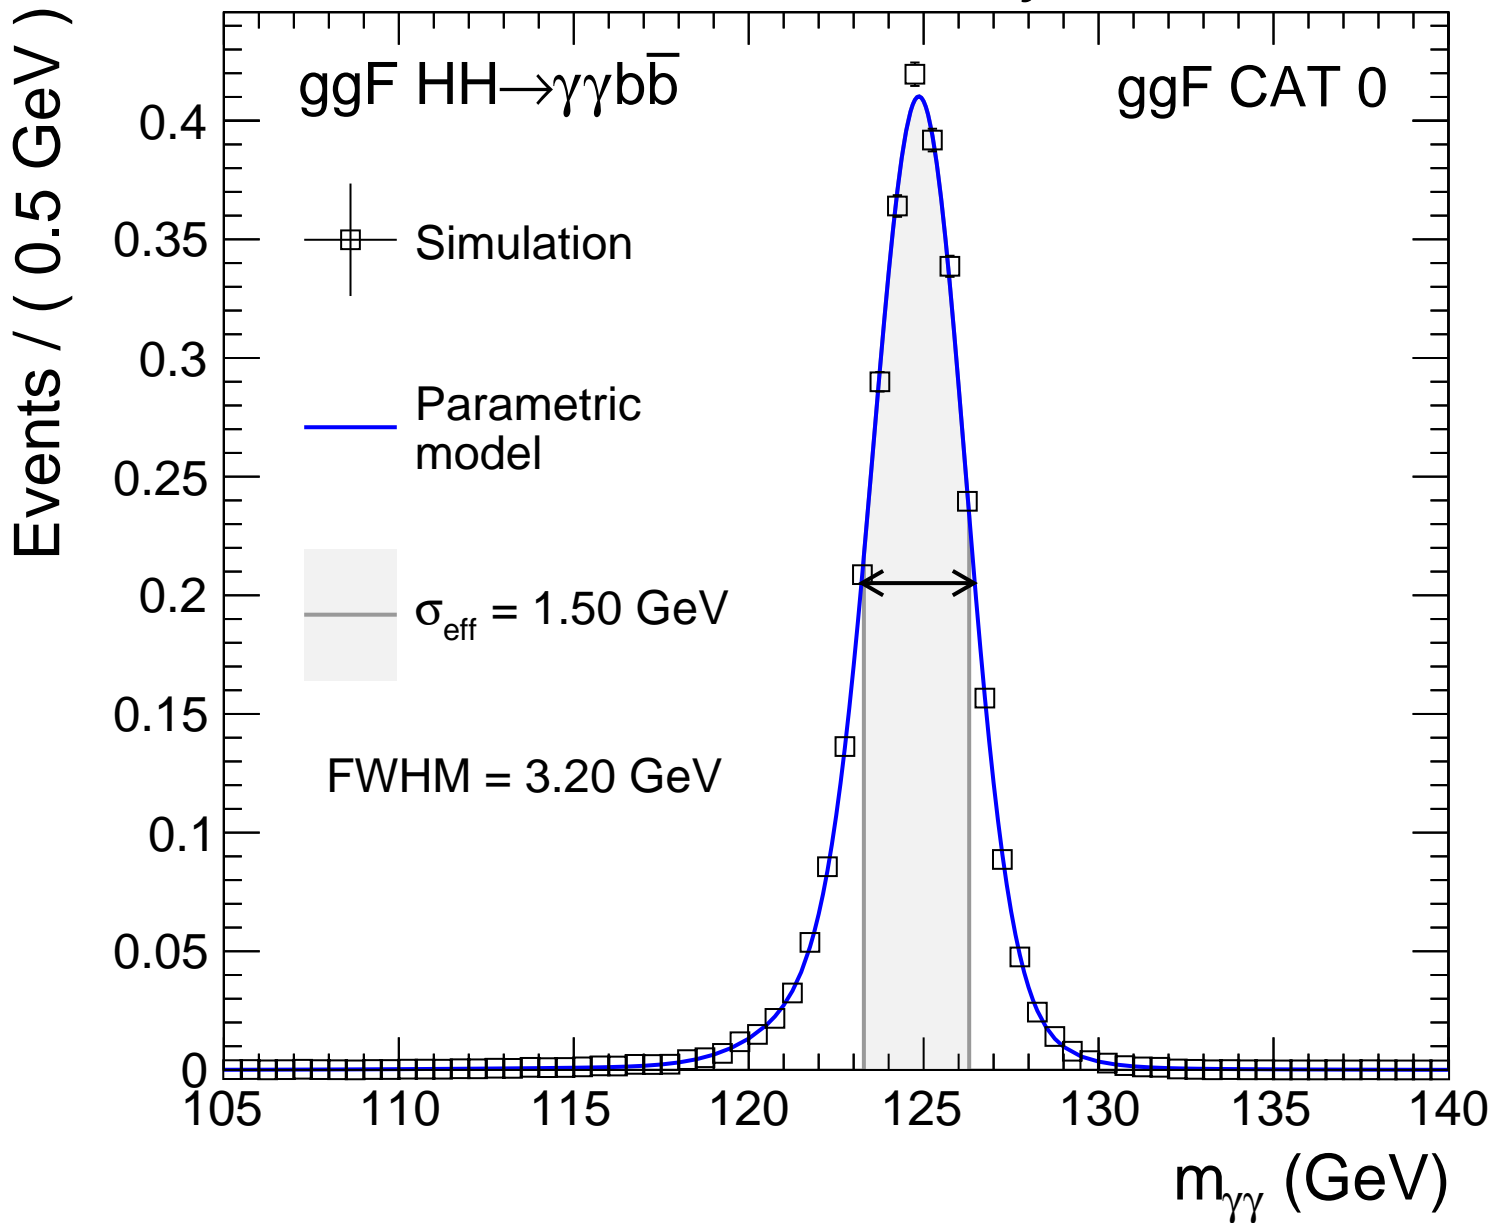 Events / ( 0.5 GeV )
ggF HH→γγbb̅
ggF CAT 0
Simulation
Parametric
model
σeff = 1.50 GeV
FWHM = 3.20 GeV
0.4
0.35
0.3
0.25
0.2
0.15
0.1
0.05
0
105 110 115 120 125 130 135 140
mγγ (GeV)